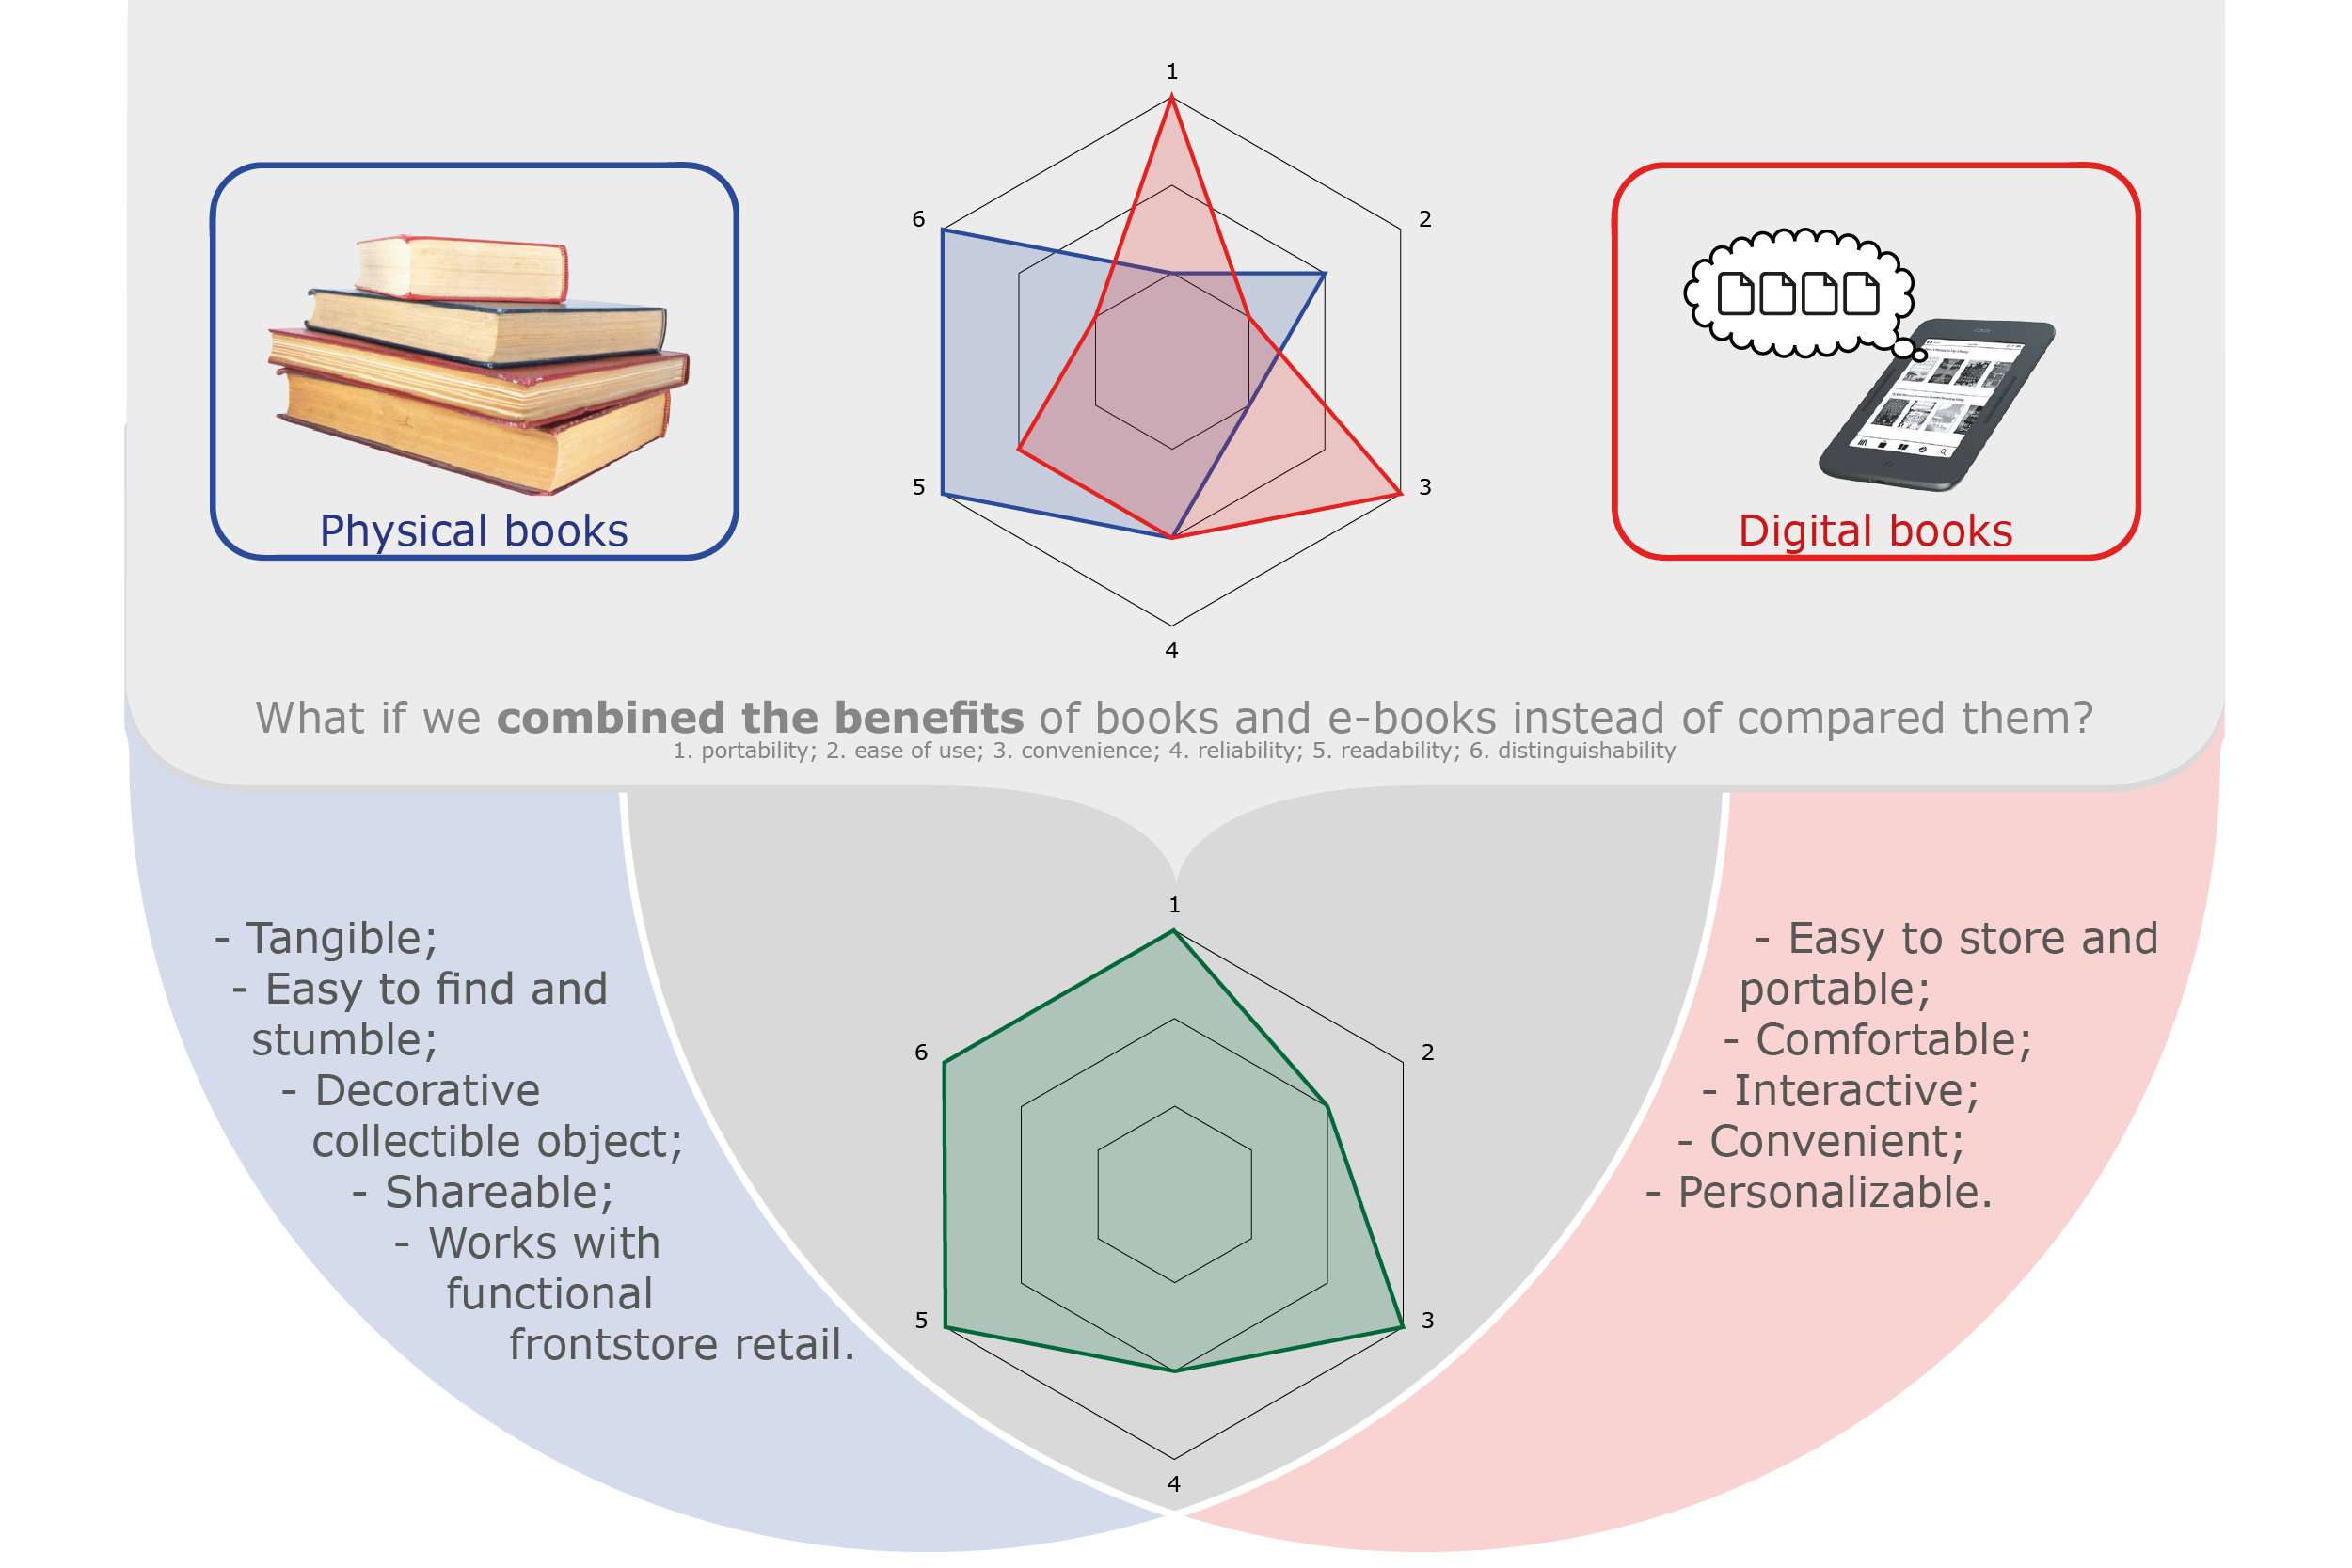 1
6
2
5
3
4
Physical books
Digital books
What if we combined the benefits of books and e-books instead of compared them?
1. portability; 2. ease of use; 3. convenience; 4. reliability; 5. readability; 6. distinguishability
- Tangible;
- Easy to find and
stumble;
- Decorative
collectible object;
- Shareable;
- Works with
functional
frontstore retail.
1
6
2
5
3
4
- Easy to store and
portable;
- Comfortable;
- Interactive;
- Convenient;
- Personalizable.